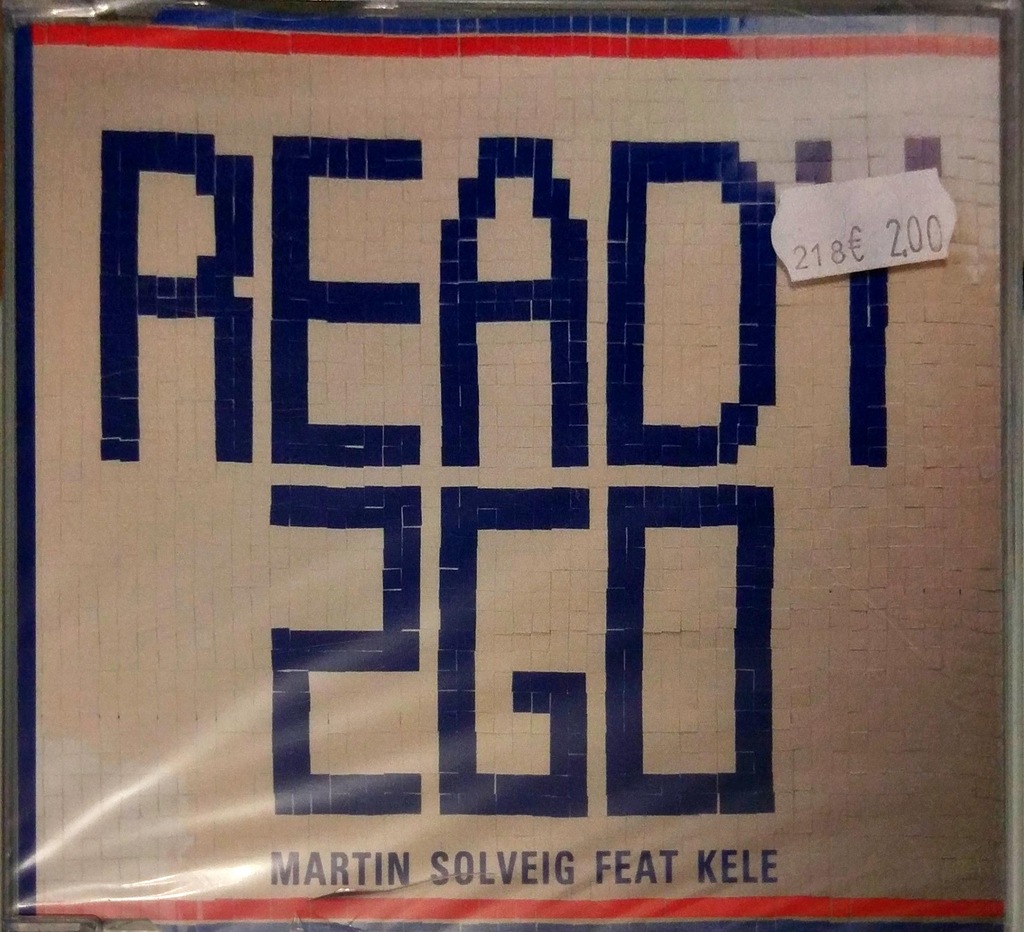 READY
218€ 2.00
2GO
MARTIN SOLVEIG FEAT KELE